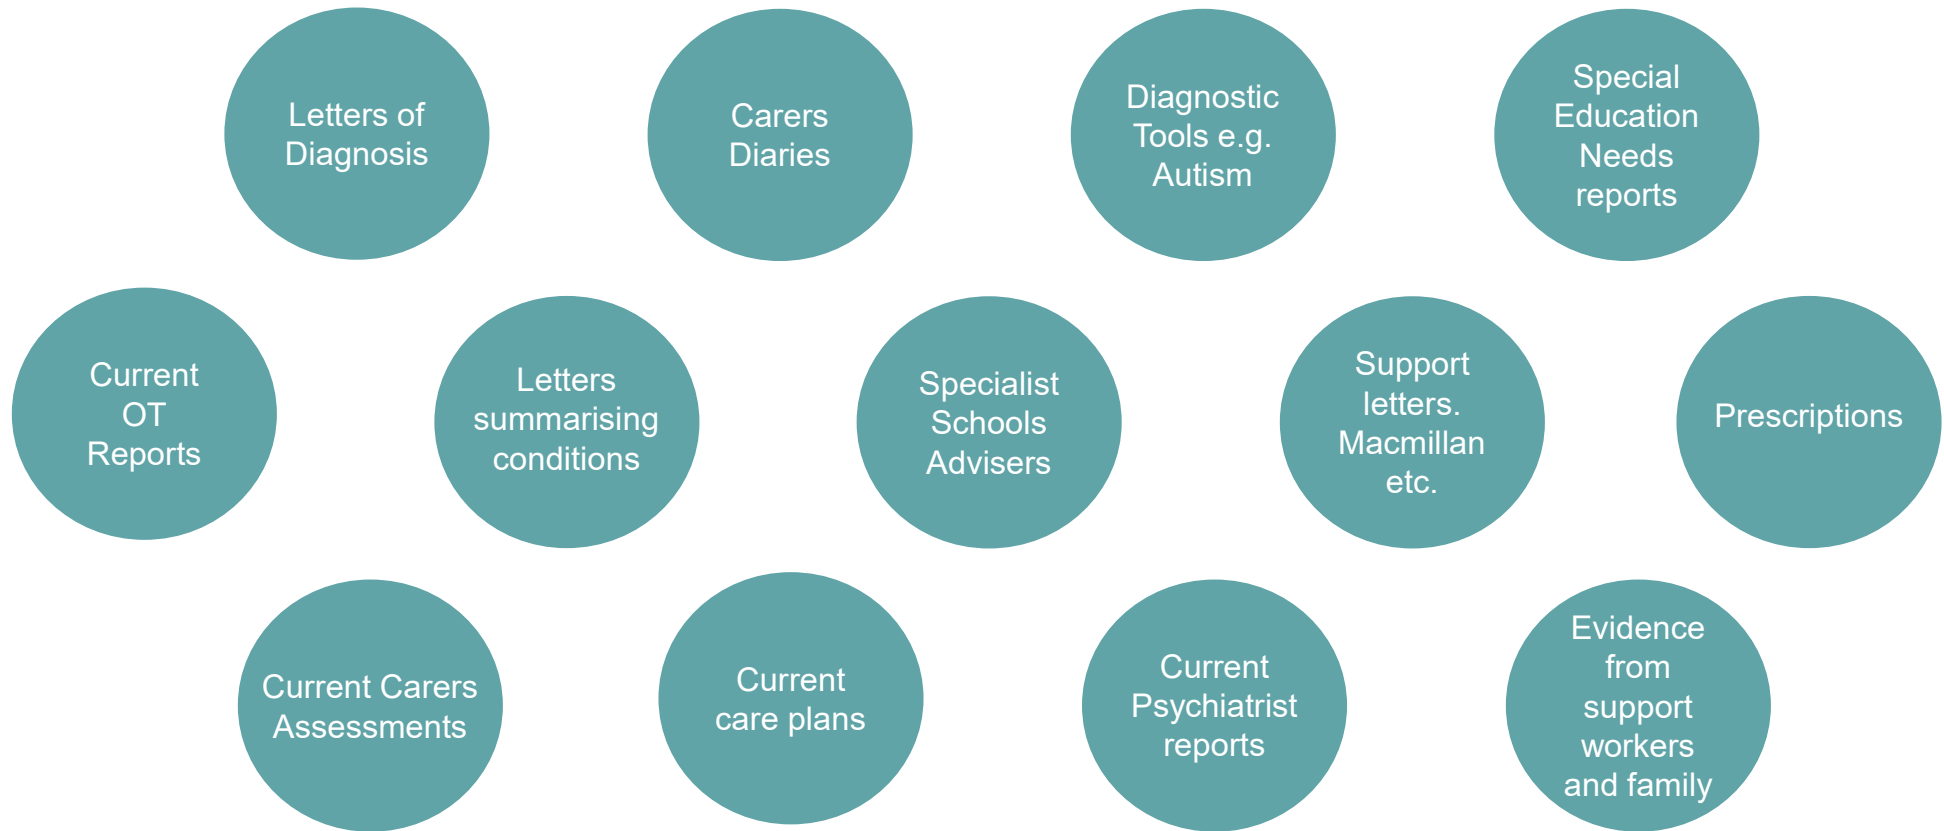 Letters of
Diagnosis
Carers
Diaries
Diagnostic
Tools e.g.
Autism
Special
Education
Needs
reports
Current
OT
Reports
Letters
summarising
conditions
Specialist
Schools
Advisers
Support
letters.
Macmillan
etc.
Prescriptions
Current Carers
Assessments
Current
care plans
Current
Psychiatrist
reports
Evidence
from
support
workers
and family